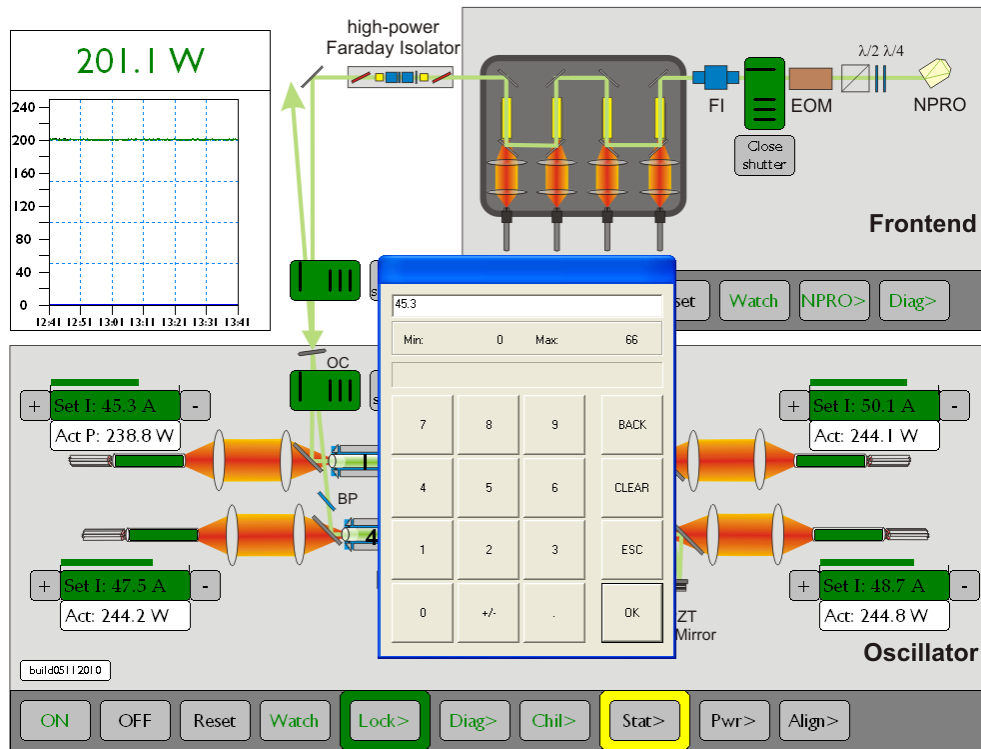 201.1 W
240
200
160
120
80
40
0
12:41 12:51 13:01 13:11 13:21 13:31 13:41
high-power
Faraday Isolator
FI
EOM
λ/2 λ/4
NPRO
Close
shutter
Frontend
Watch
NPRO>
Diag>
OC
45.3
Min: 0 Max: 66
7 8 9 BACK
4 5 6 CLEAR
1 2 3 ESC
0 +/- . OK
+ Set I: 45.3 A -
Act P: 238.8 W
+ Set I: 50.1 A -
Act: 244.1 W
BP
4
+ Set I: 47.5 A -
Act: 244.2 W
+ Set I: 48.7 A -
Act: 244.8 W
Mirror
Oscillator
build05112010
ON OFF Reset Watch Lock> Diag> Chil> Stat> Pwr> Align>